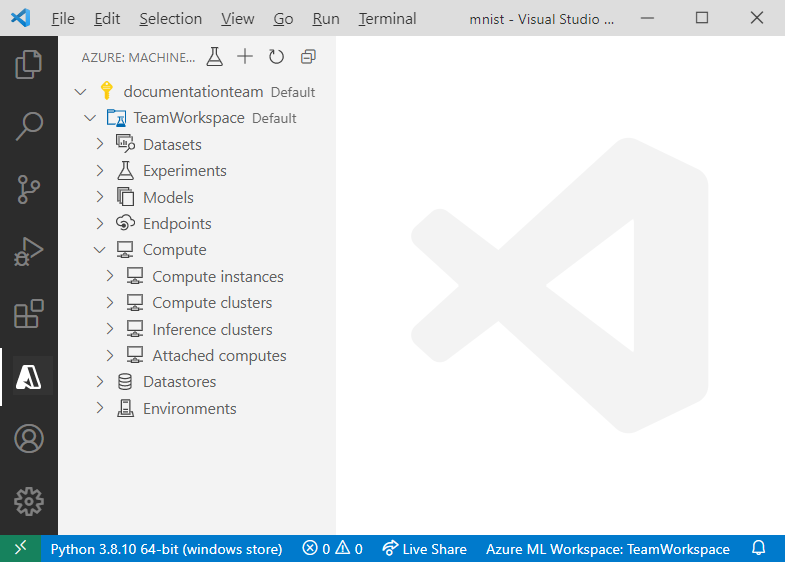 File Edit Selection View Go Run Terminal mnist - Visual Studio ...
AZURE: MACHINE...
documentationteam Default
TeamWorkspace Default
Datasets
Experiments
Models
Endpoints
Compute
Compute instances
Compute clusters
Inference clusters
Attached computes
Datastores
Environments
Python 3.8.10 64-bit (windows store) 0 0 Live Share Azure ML Workspace: TeamWorkspace